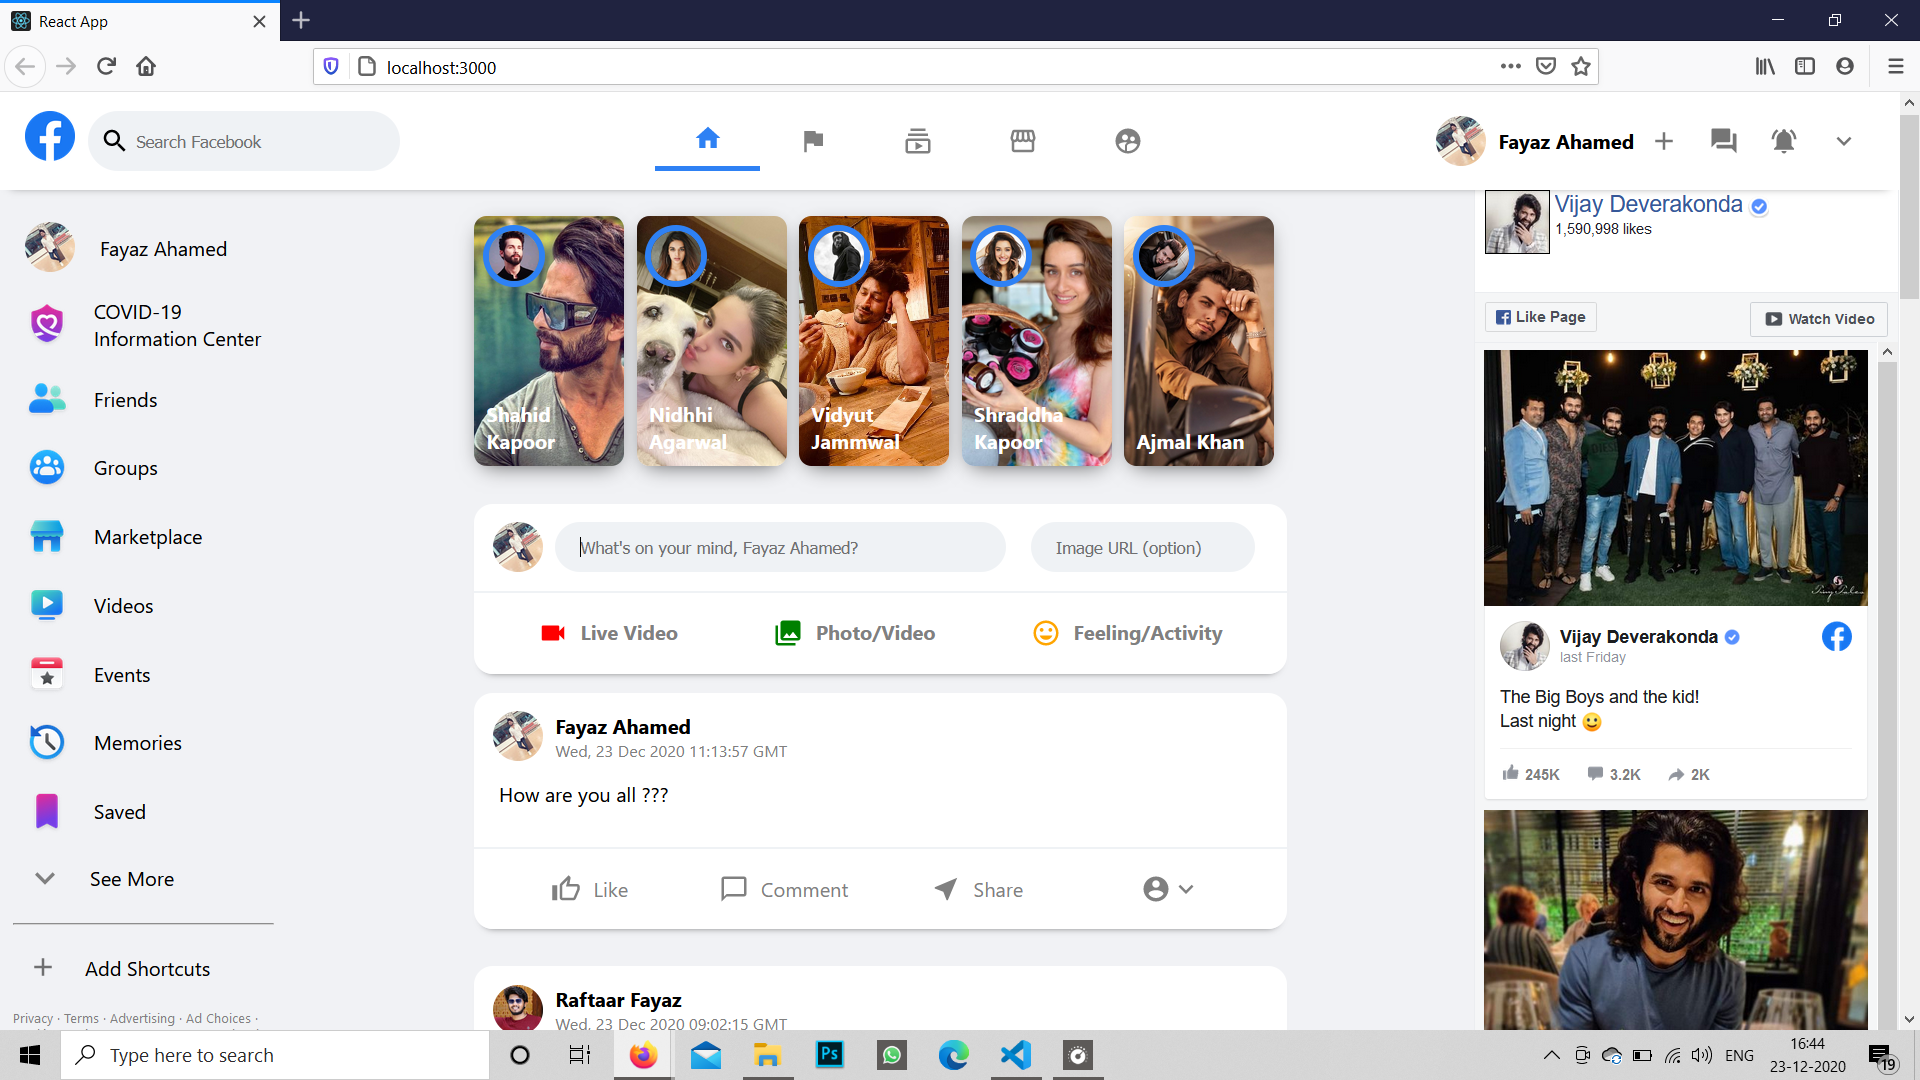 React App
localhost:3000
Search Facebook
Fayaz Ahamed
Fayaz Ahamed
COVID-19
Information Center
Friends
Groups
Marketplace
Videos
Events
Memories
Saved
See More
Add Shortcuts
Privacy · Terms · Advertising · Ad Choices ·
Shahid
Kapoor
Nidhhi
Agarwal
Vidyut
Jammwal
Shraddha
Kapoor
Ajmal Khan
What's on your mind, Fayaz Ahamed?
Image URL (option)
Live Video
Photo/Video
Feeling/Activity
Fayaz Ahamed
Wed, 23 Dec 2020 11:13:57 GMT
How are you all ???
Like
Comment
Share
Raftaar Fayaz
Wed, 23 Dec 2020 09:02:15 GMT
Vijay Deverakonda
1,590,998 likes
Like Page
Watch Video
Vijay Deverakonda
last Friday
The Big Boys and the kid!
Last night
245K
3.2K
2K
Type here to search
Ps
ENG
16:44
23-12-2020
19